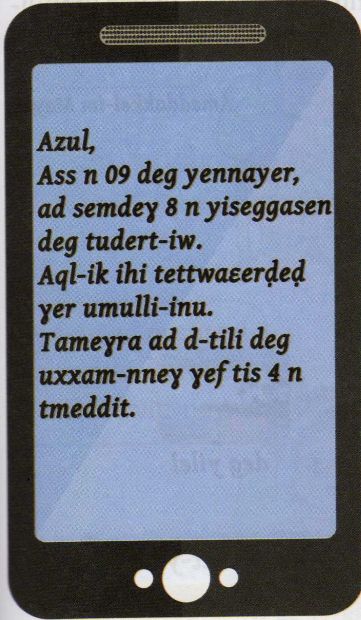 Azul,
Ass n 09 deg yennayer,
ad semdeɣ 8 n yiseggasen
deg tudert-iw.
Aql-ik ihi tettwaɛerḍeḍ
ɣer umulli-inu.
Tameɣra ad d-tili deg
uxxam-nneɣ ɣef tis 4 n
tmeddit.